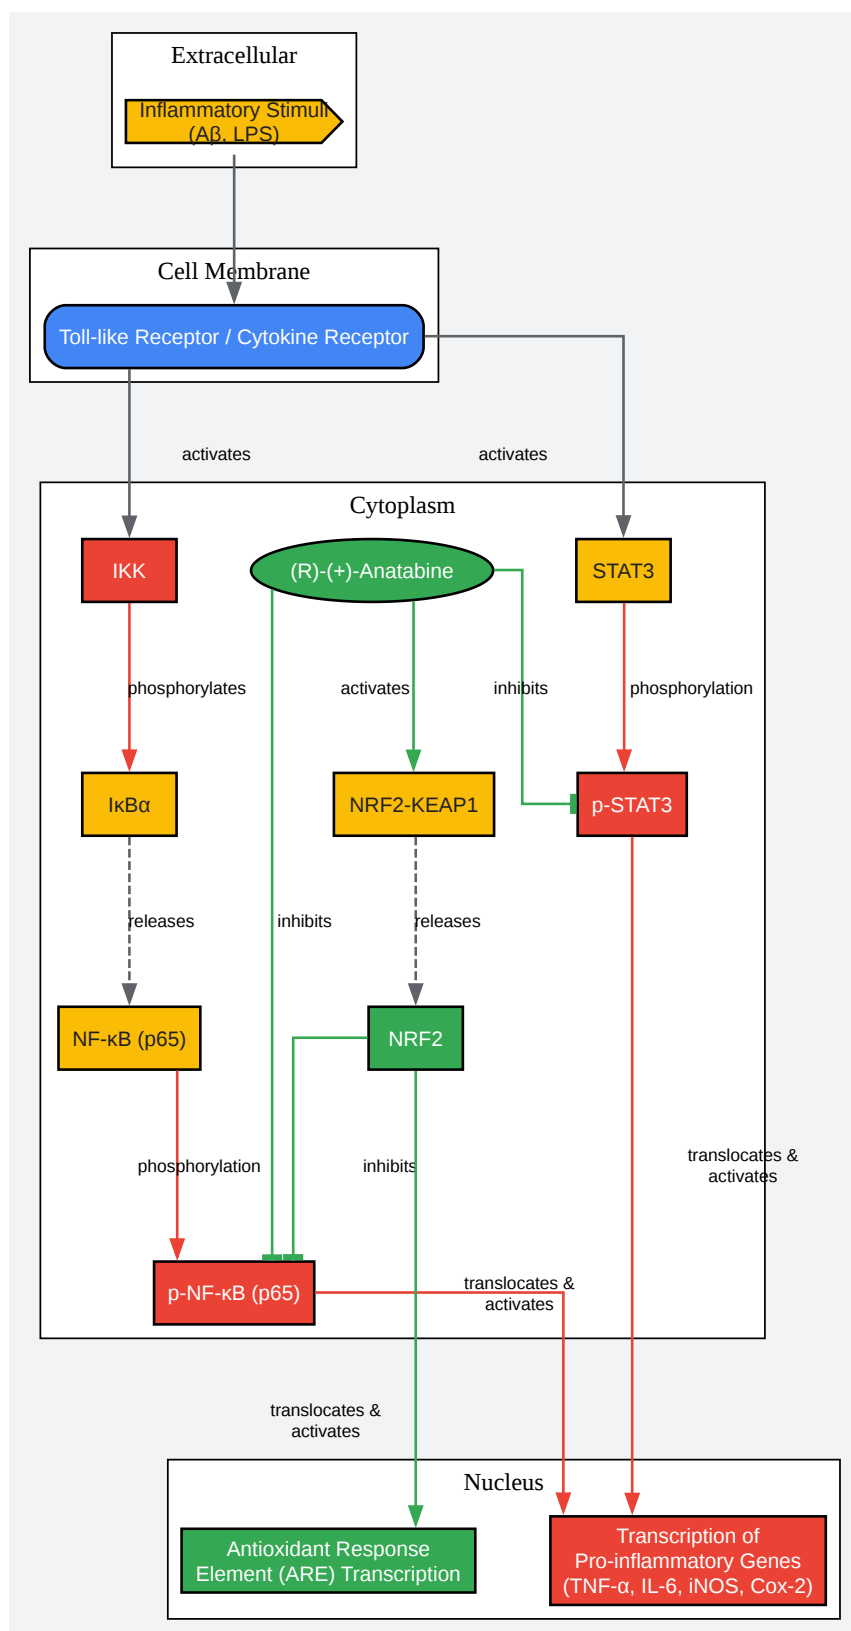 Extracellular
Inflammatory Stimuli
(Aβ, LPS)
Cell Membrane
Toll-like Receptor / Cytokine Receptor
activates
activates
Cytoplasm
IKK
(R)-(+)-Anatabine
STAT3
phosphorylates
activates
inhibits
phosphorylation
IκBα
NRF2-KEAP1
p-STAT3
releases
inhibits
releases
NF-κB (p65)
NRF2
phosphorylation
inhibits
translocates &
activates
p-NF-κB (p65)
translocates &
activates
translocates &
activates
Nucleus
Antioxidant Response
Element (ARE) Transcription
Transcription of
Pro-inflammatory Genes
(TNF-α, IL-6, iNOS, Cox-2)